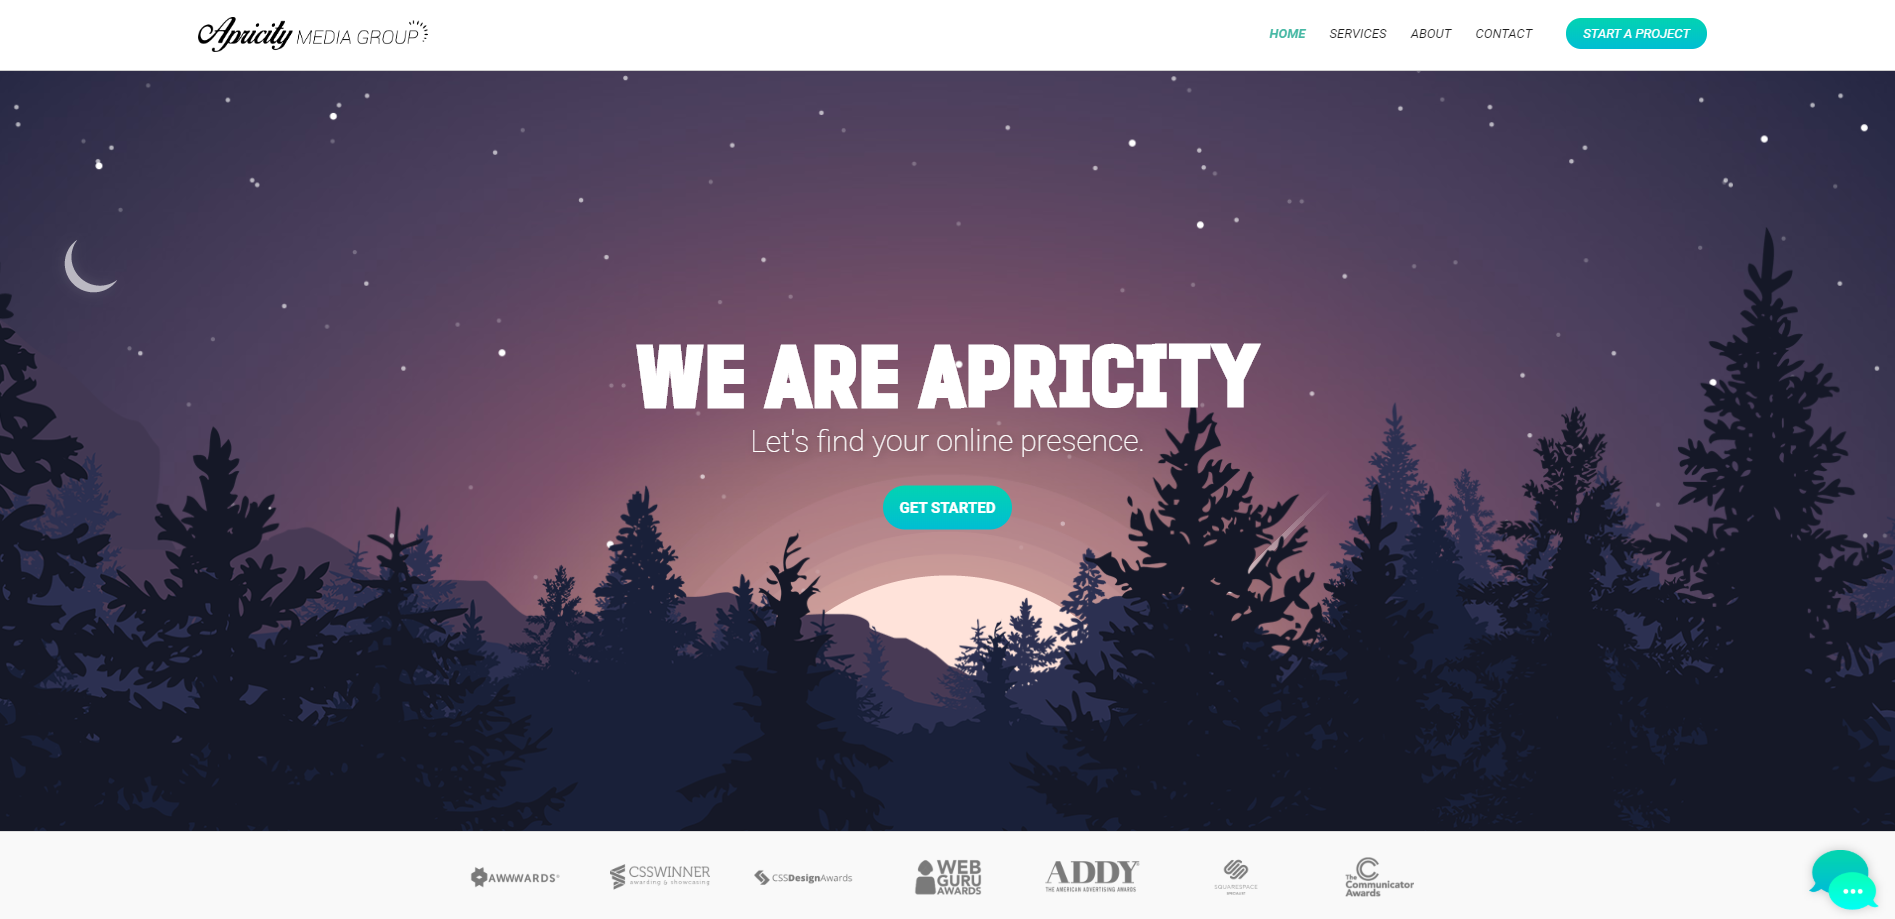 Apricity MEDIA GROUP
HOME SERVICES ABOUT CONTACT START A PROJECT
WE ARE APRICITY
Let's find your online presence.
GET STARTED
AWWWARDS®
CSSWINNER
awarding & showcasing
CSSDesignAwards
WEB
GURU
AWARDS
ADDY®
THE AMERICAN ADVERTISING AWARDS
SQUARESPACE
The
Communicator
Awards